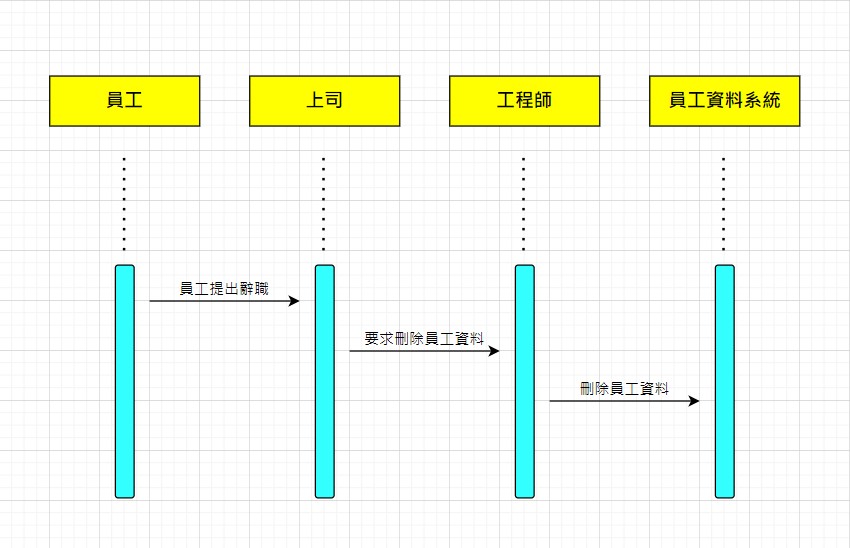 員工
上司
工程師
員工資料系統
員工提出辭職
要求刪除員工資料
刪除員工資料